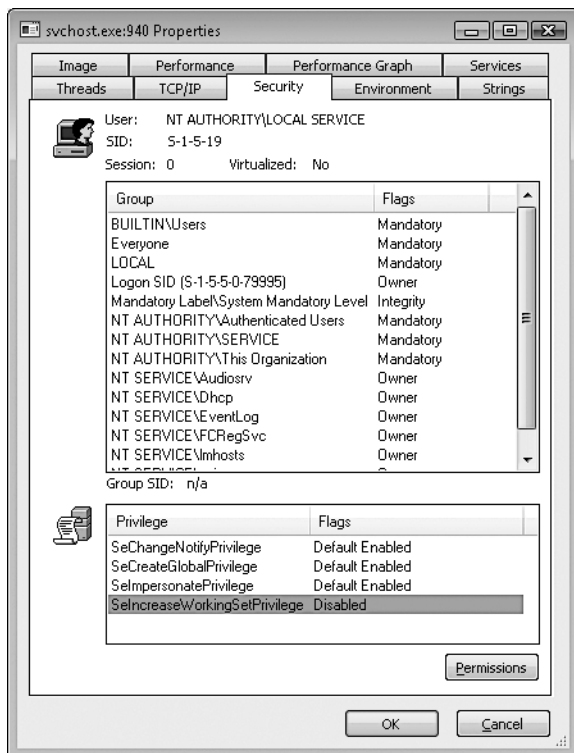 svchost.exe:940 Properties
Image Performance Performance Graph Services
Threads TCP/IP Security Environment Strings
User: NT AUTHORITY\LOCAL SERVICE
SID: S-1-5-19
Session: 0 Virtualized: No
Group Flags
BUILTIN\Users Mandatory
Everyone Mandatory
LOCAL Mandatory
Logon SID (S-1-5-5-0-79995) Owner
Mandatory Label\System Mandatory Level Integrity
NT AUTHORITY\Authenticated Users Mandatory
NT AUTHORITY\SERVICE Mandatory
NT AUTHORITY\This Organization Mandatory
NT SERVICE\Audiosrv Owner
NT SERVICE\Dhcp Owner
NT SERVICE\EventLog Owner
NT SERVICE\FCRegSvc Owner
NT SERVICE\lmhosts Owner
Group SID: n/a
Privilege Flags
SeChangeNotifyPrivilege Default Enabled
SeCreateGlobalPrivilege Default Enabled
SeImpersonatePrivilege Default Enabled
SeIncreaseWorkingSetPrivilege Disabled
Permissions
OK Cancel